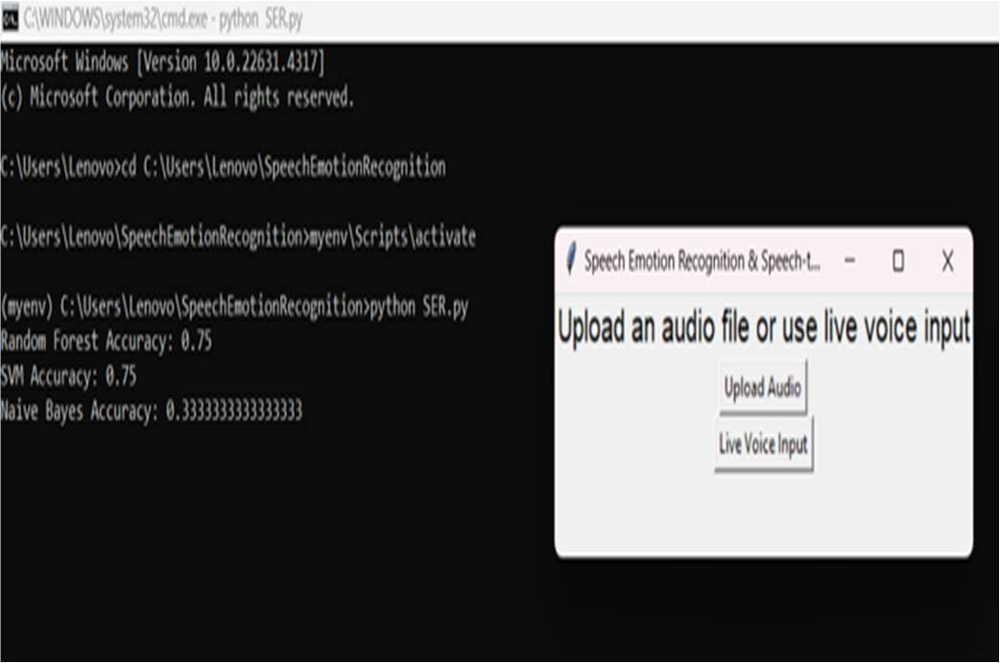 C:\WINDOWS\system32\cmd.exe - python SER.py
Microsoft Windows [Version 10.0.22631.4317]
(c) Microsoft Corporation. All rights reserved.
C:\Users\Lenovo>cd C:\Users\Lenovo\SpeechEmotionRecognition
C:\Users\Lenovo\SpeechEmotionRecognition>myenv\Scripts\activate
(myenv) C:\Users\Lenovo\SpeechEmotionRecognition>python SER.py
Random Forest Accuracy: 0.75
SVM Accuracy: 0.75
Naive Bayes Accuracy: 0.3333333333333333
Speech Emotion Recognition & Speech-t...
Upload an audio file or use live voice input
Upload Audio
Live Voice Input